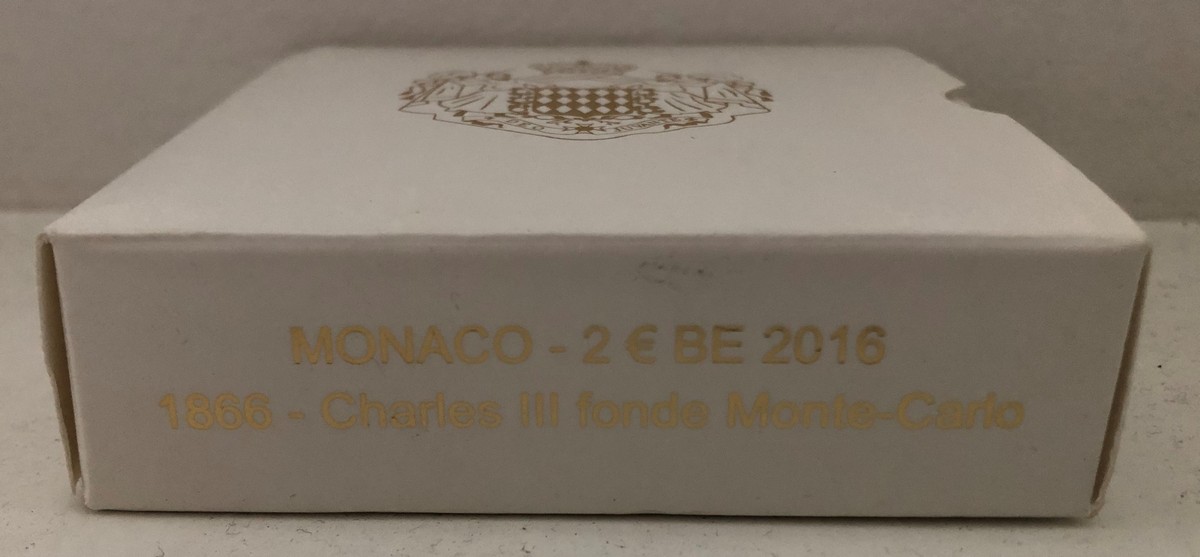 MONACO - 2 € BE 2016
1866 - Charles III fonde Monte-Carlo